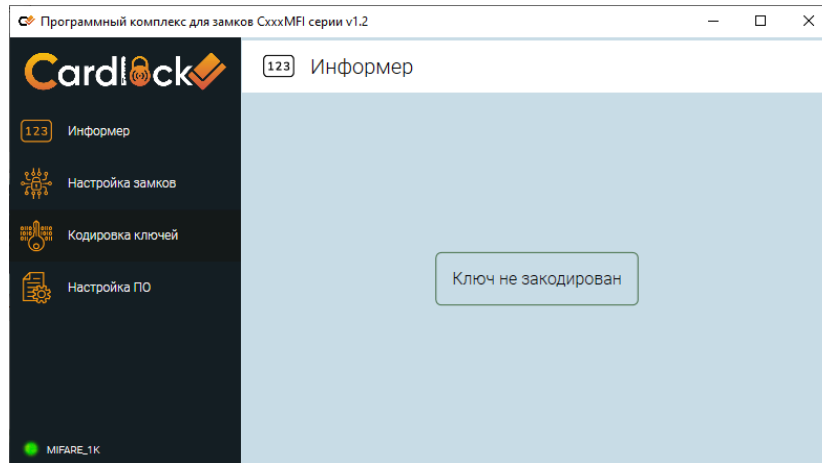 Программный комплекс для замков CxxxMFI серии v1.2
Cardlock
123 Информер
123 Информер
Настройка замков
Кодировка ключей
Настройка ПО
Ключ не закодирован
MIFARE_1K